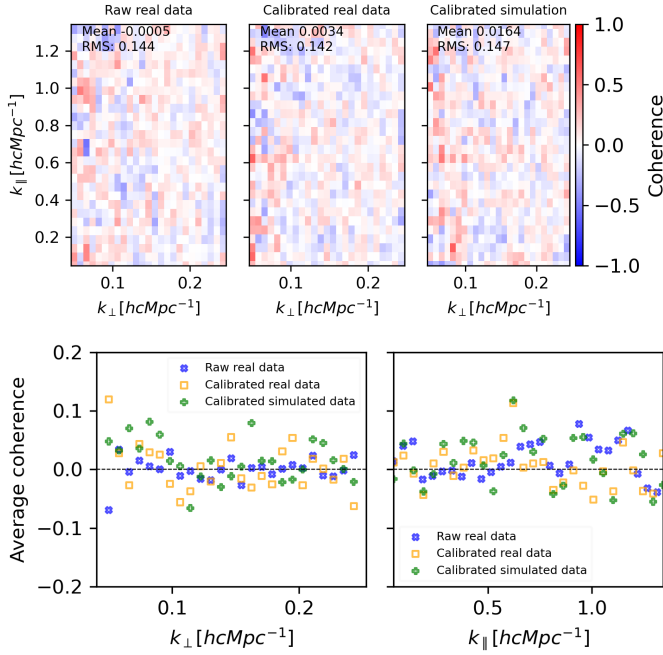 Raw real data
Calibrated real data
Calibrated simulation
Mean -0.0005
RMS: 0.144
Mean 0.0034
RMS: 0.142
Mean 0.0164
RMS: 0.147
1.2
1.0
0.8
0.6
0.4
0.2
k∥[hcMpc⁻¹]
0.1 0.2
0.1 0.2
0.1 0.2
k⊥[hcMpc⁻¹]
k⊥[hcMpc⁻¹]
k⊥[hcMpc⁻¹]
1.0
0.5
0.0
−0.5
−1.0
Coherence
0.2
0.1
0.0
−0.1
−0.2
Average coherence
Raw real data
Calibrated real data
Calibrated simulated data
0.1 0.2
k⊥[hcMpc⁻¹]
Raw real data
Calibrated real data
Calibrated simulated data
0.5 1.0
k∥[hcMpc⁻¹]